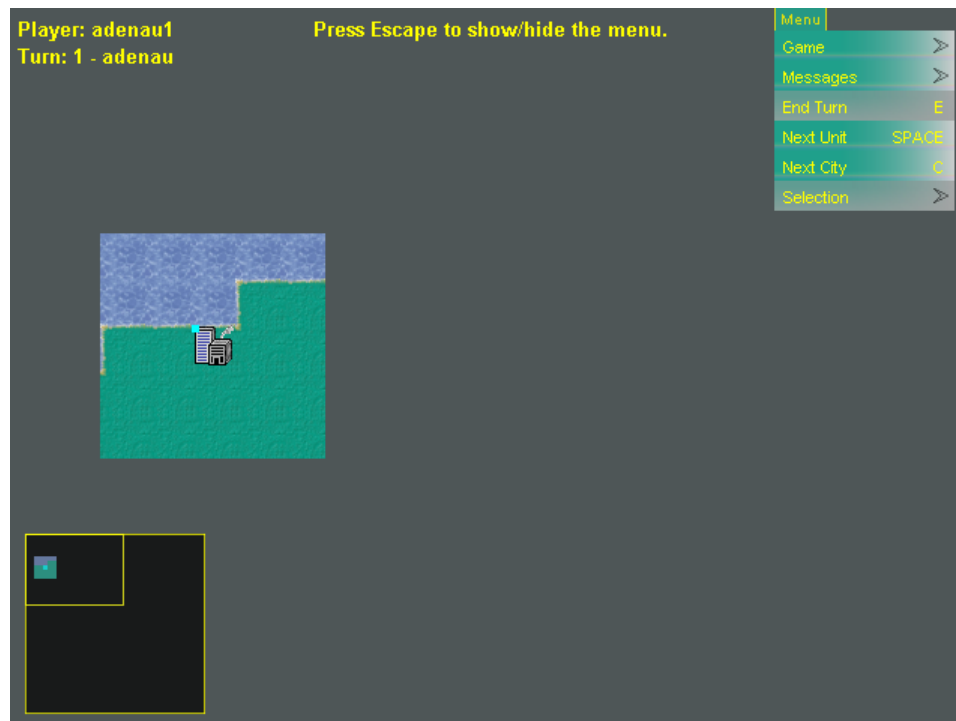 Player: adenau1
Turn: 1 - adenau
Press Escape to show/hide the menu.
Menu
Game
Messages
End Turn E
Next Unit SPACE
Next City C
Selection